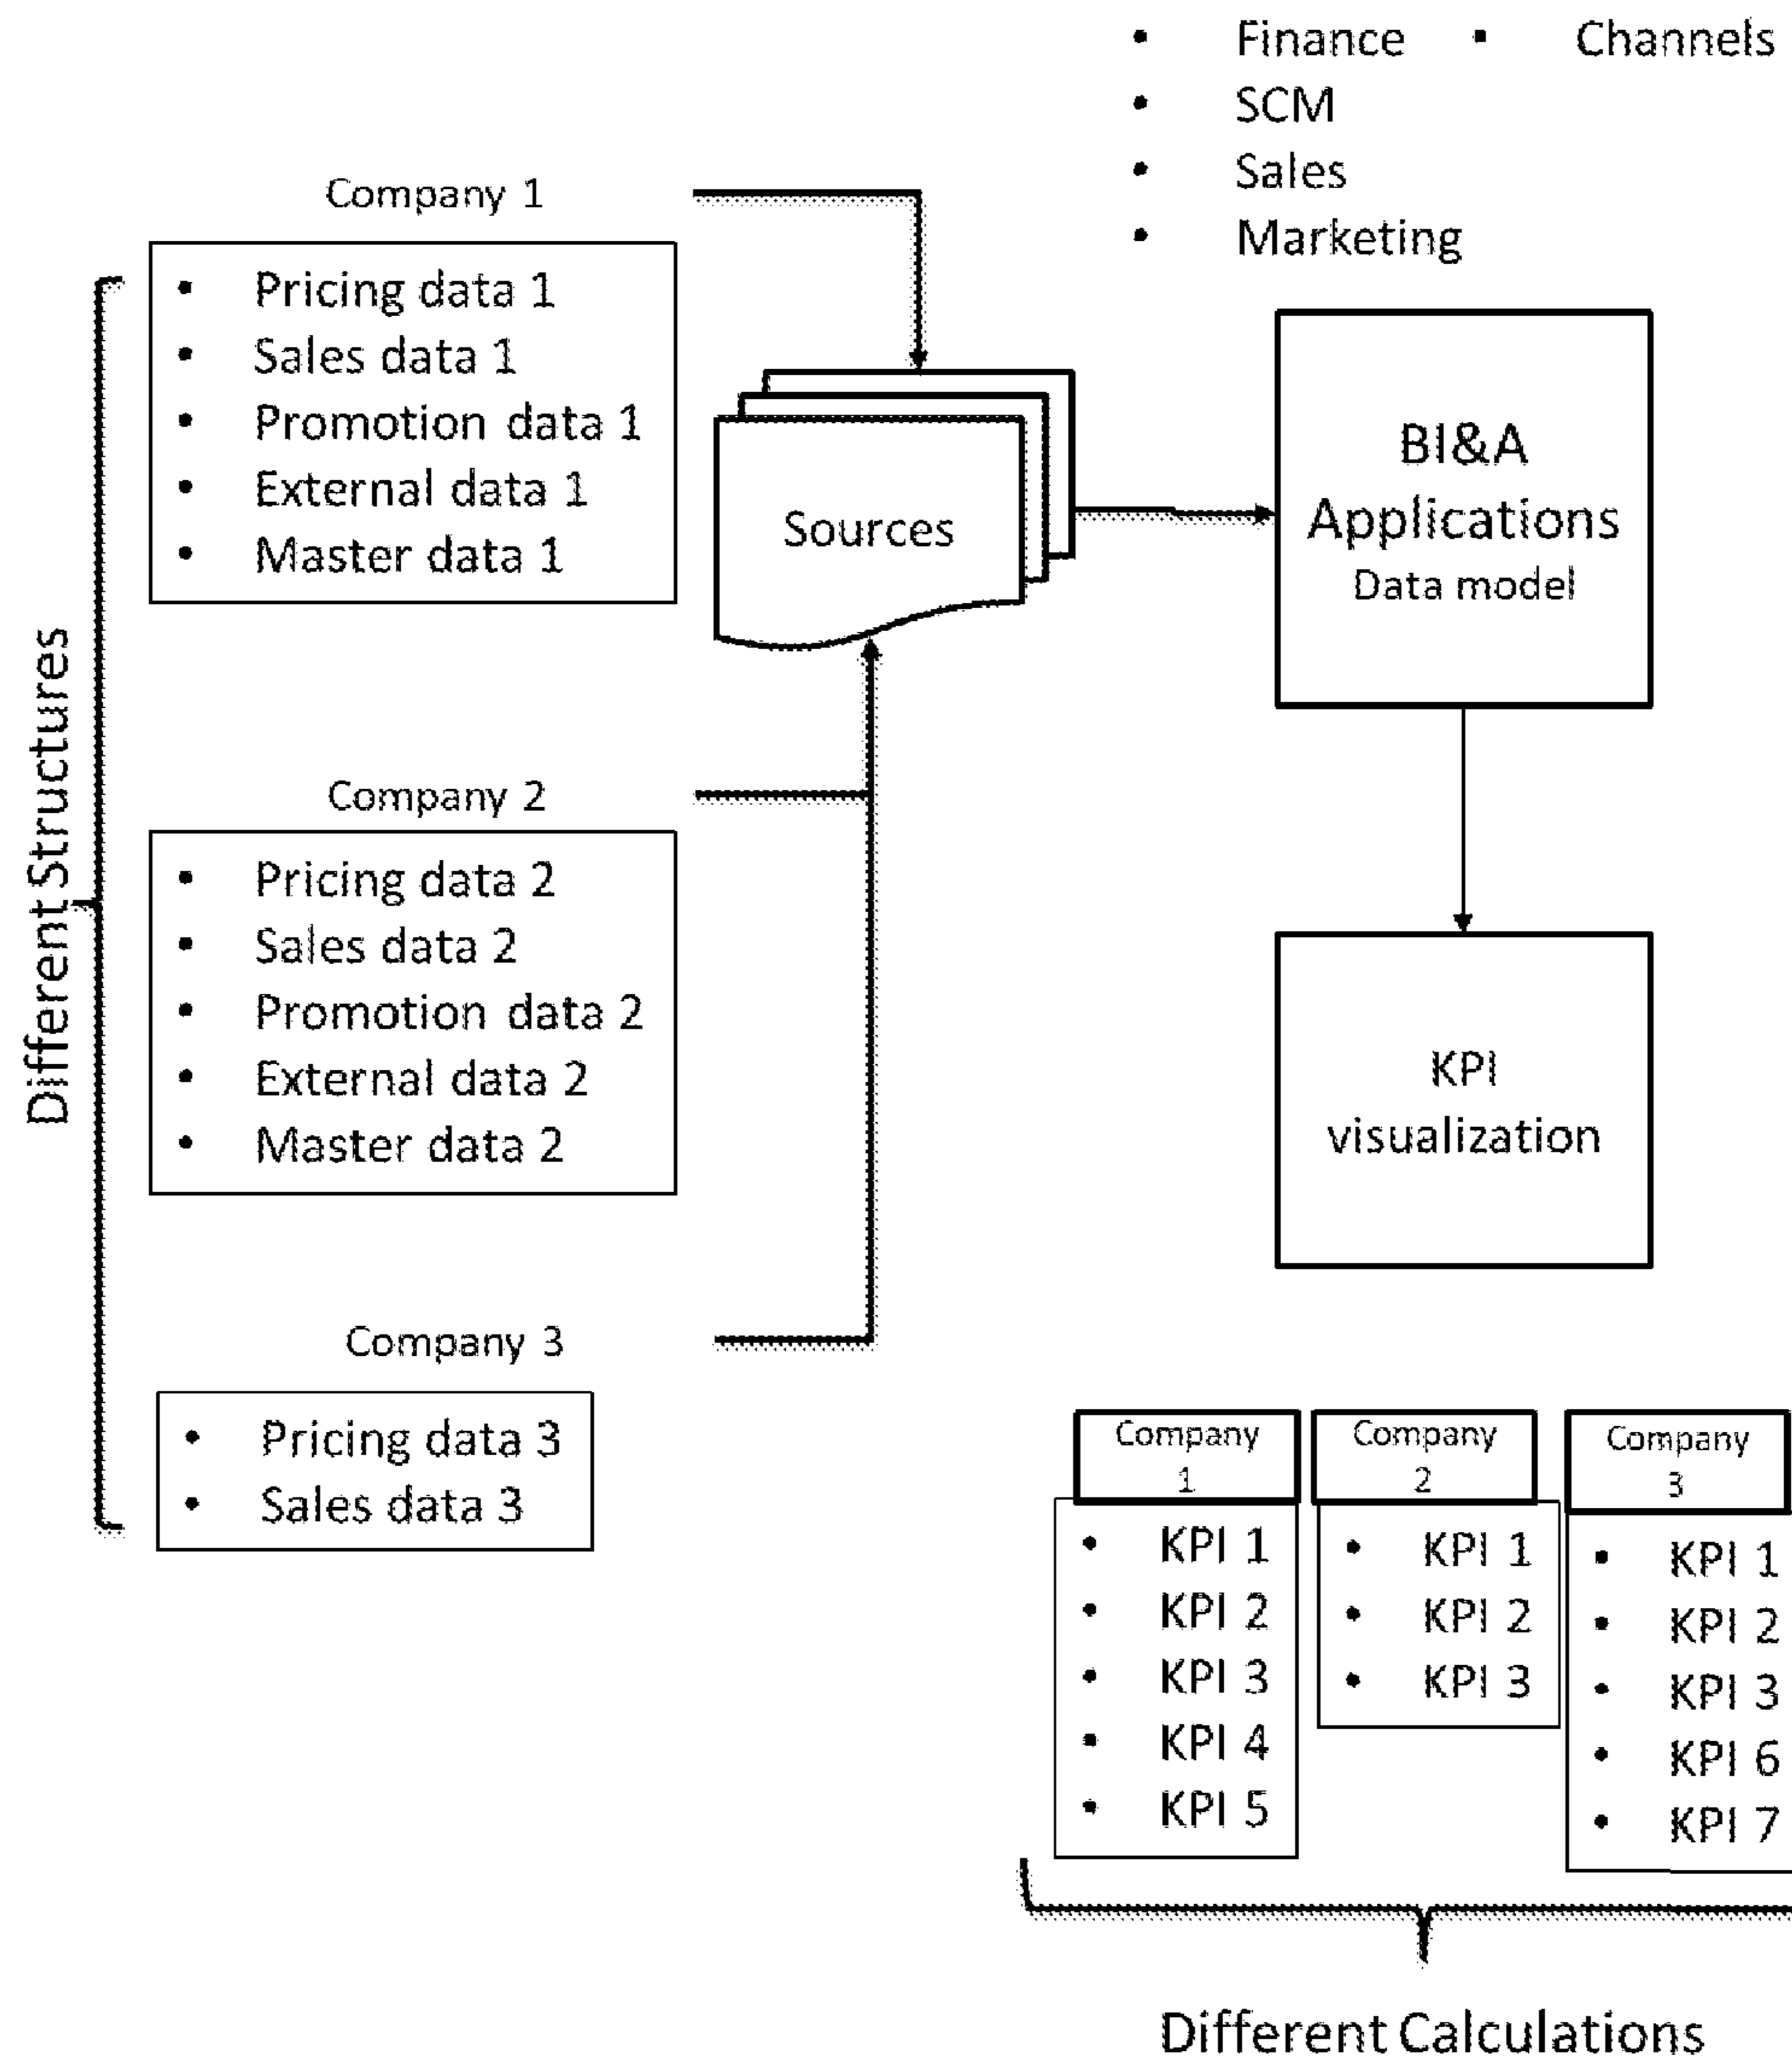 Finance
Channels
SCM
Sales
Marketing
Company 1
Pricing data 1
Sales data 1
Promotion data 1
External data 1
Master data 1
Different Structures
Sources
BI&A
Applications
Data model
Company 2
Pricing data 2
Sales data 2
Promotion data 2
External data 2
Master data 2
KPI
visualization
Company 3
Pricing data 3
Sales data 3
Company
1
KPI 1
KPI 2
KPI 3
KPI 4
KPI 5
Company
2
KPI 1
KPI 2
KPI 3
Company
3
KPI 1
KPI 2
KPI 3
KPI 6
KPI 7
Different Calculations